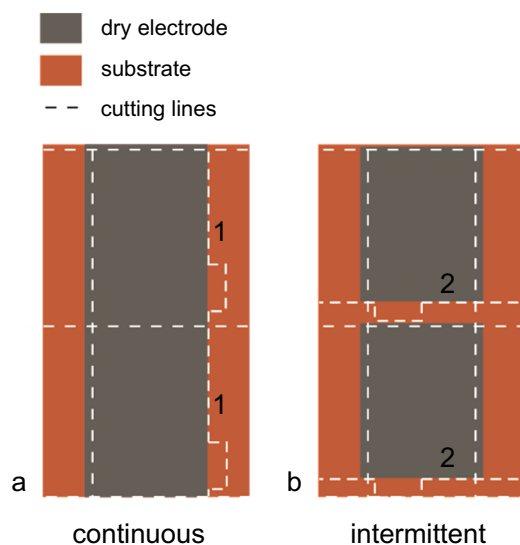 dry electrode
substrate
cutting lines
1
2
1
2
a
b
continuous
intermittent